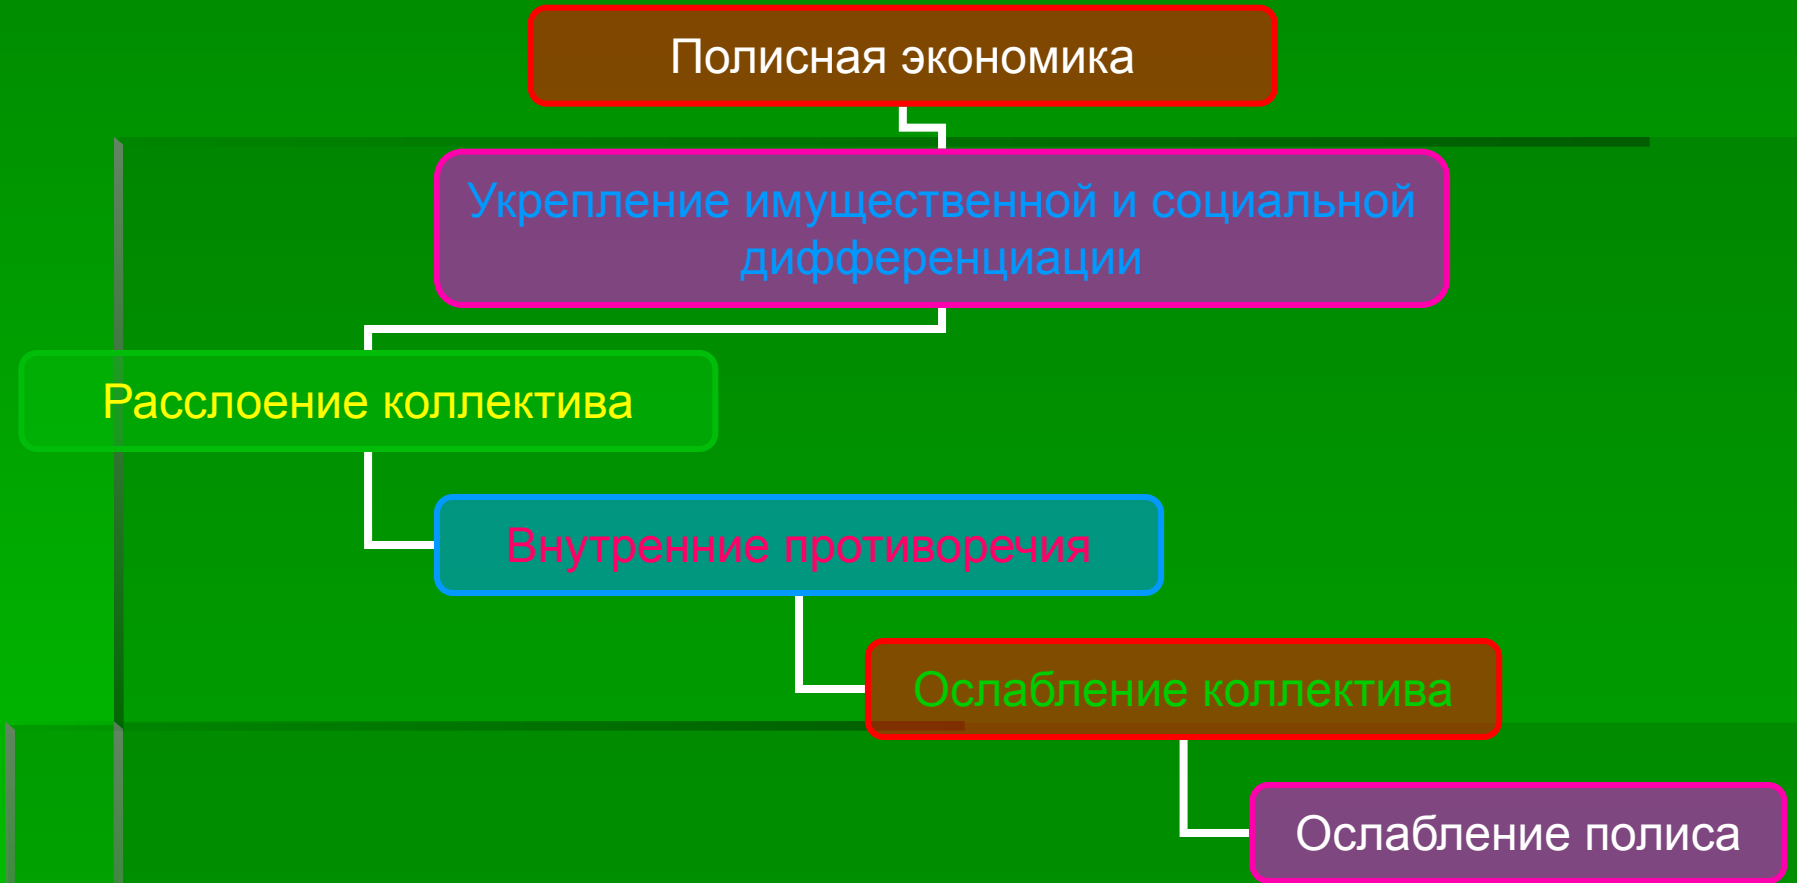 Полисная экономика
Укрепление имущественной и социальной
дифференциации
Расслоение коллектива
Внутренние противоречия
Ослабление коллектива
Ослабление полиса